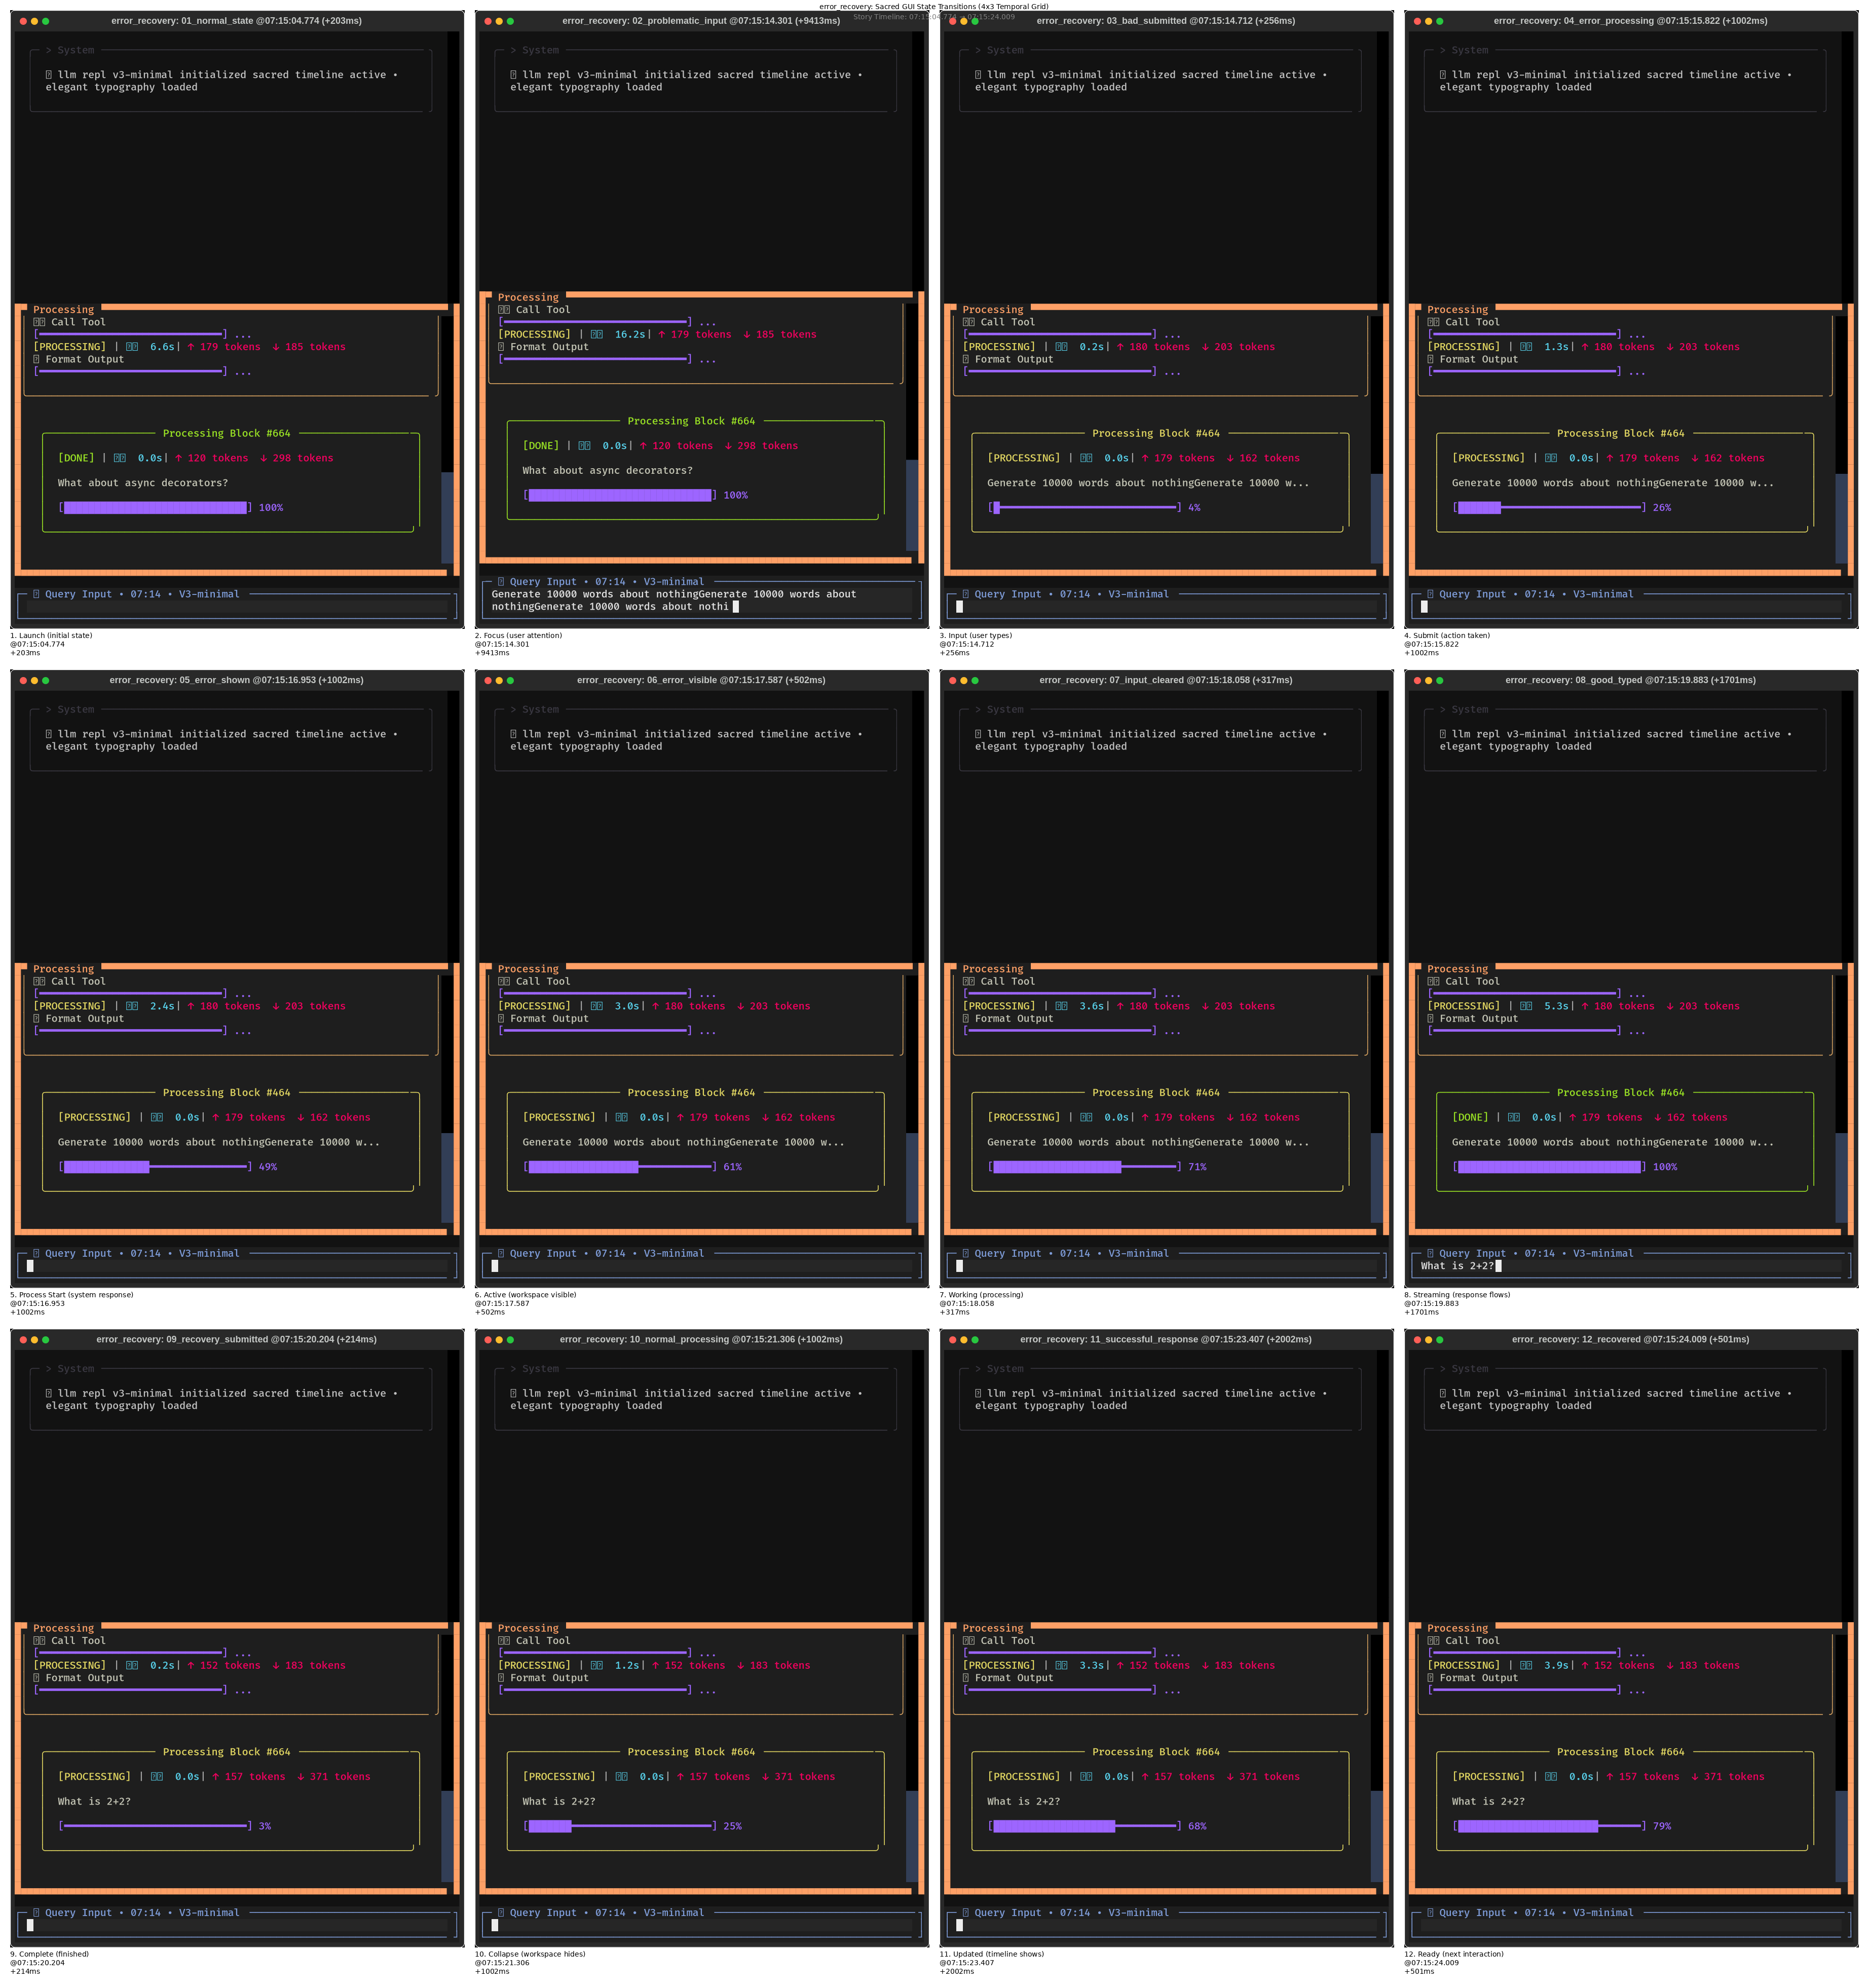 error_recovery: Sacred GUI State Transitions (4x3 Temporal Grid)
error_recovery: 01_normal_state @07:15:04.774 (+203ms)
> System
llm repl v3-minimal initialized sacred timeline active •
elegant typography loaded
Processing
Call Tool
[━━━━━━━━━━━━━━━━━━━━━━━━━━━━━━] ...
[PROCESSING] | 6.6s| ↑ 179 tokens ↓ 185 tokens
Format Output
[━━━━━━━━━━━━━━━━━━━━━━━━━━━━━━] ...
Processing Block #664
[DONE] | 0.0s| ↑ 120 tokens ↓ 298 tokens
What about async decorators?
100%
Query Input • 07:14 • V3-minimal
1. Launch (initial state)
@07:15:04.774
+203ms
error_recovery: 02_problematic_input @07:15:14.301 (+9413ms)
> System
llm repl v3-minimal initialized sacred timeline active •
elegant typography loaded
Processing
Call Tool
...
[PROCESSING] | 16.2s| ↑ 179 tokens ↓ 185 tokens
Format Output
...
Processing Block #664
[DONE] | 0.0s| ↑ 120 tokens ↓ 298 tokens
What about async decorators?
100%
Query Input • 07:14 • V3-minimal
Generate 10000 words about nothingGenerate 10000 words about
nothingGenerate 10000 words about nothi
2. Focus (user attention)
@07:15:14.301
+9413ms
error_recovery: 03_bad_submitted @07:15:14.712 (+256ms)
> System
llm repl v3-minimal initialized sacred timeline active •
elegant typography loaded
Processing
Call Tool
...
[PROCESSING] | 0.2s| ↑ 180 tokens ↓ 203 tokens
Format Output
...
Processing Block #464
[PROCESSING] | 0.0s| ↑ 179 tokens ↓ 162 tokens
Generate 10000 words about nothingGenerate 10000 w...
4%
Query Input • 07:14 • V3-minimal
3. Input (user types)
@07:15:14.712
+256ms
error_recovery: 04_error_processing @07:15:15.822 (+1002ms)
> System
llm repl v3-minimal initialized sacred timeline active •
elegant typography loaded
Processing
Call Tool
...
[PROCESSING] | 1.3s| ↑ 180 tokens ↓ 203 tokens
Format Output
...
Processing Block #464
[PROCESSING] | 0.0s| ↑ 179 tokens ↓ 162 tokens
Generate 10000 words about nothingGenerate 10000 w...
26%
Query Input • 07:14 • V3-minimal
4. Submit (action taken)
@07:15:15.822
+1002ms
error_recovery: 05_error_shown @07:15:16.953 (+1002ms)
> System
llm repl v3-minimal initialized sacred timeline active •
elegant typography loaded
Processing
Call Tool
...
[PROCESSING] | 2.4s| ↑ 180 tokens ↓ 203 tokens
Format Output
...
Processing Block #464
[PROCESSING] | 0.0s| ↑ 179 tokens ↓ 162 tokens
Generate 10000 words about nothingGenerate 10000 w...
49%
Query Input • 07:14 • V3-minimal
5. Process Start (system response)
@07:15:16.953
+1002ms
error_recovery: 06_error_visible @07:15:17.587 (+502ms)
> System
llm repl v3-minimal initialized sacred timeline active •
elegant typography loaded
Processing
Call Tool
...
[PROCESSING] | 3.0s| ↑ 180 tokens ↓ 203 tokens
Format Output
...
Processing Block #464
[PROCESSING] | 0.0s| ↑ 179 tokens ↓ 162 tokens
Generate 10000 words about nothingGenerate 10000 w...
61%
Query Input • 07:14 • V3-minimal
6. Active (workspace visible)
@07:15:17.587
+502ms
error_recovery: 07_input_cleared @07:15:18.058 (+317ms)
> System
llm repl v3-minimal initialized sacred timeline active •
elegant typography loaded
Processing
Call Tool
...
[PROCESSING] | 3.6s| ↑ 180 tokens ↓ 203 tokens
Format Output
...
Processing Block #464
[PROCESSING] | 0.0s| ↑ 179 tokens ↓ 162 tokens
Generate 10000 words about nothingGenerate 10000 w...
71%
Query Input • 07:14 • V3-minimal
7. Working (processing)
@07:15:18.058
+317ms
error_recovery: 08_good_typed @07:15:19.883 (+1701ms)
> System
llm repl v3-minimal initialized sacred timeline active •
elegant typography loaded
Processing
Call Tool
...
[PROCESSING] | 5.3s| ↑ 180 tokens ↓ 203 tokens
Format Output
...
Processing Block #464
[DONE] | 0.0s| ↑ 179 tokens ↓ 162 tokens
Generate 10000 words about nothingGenerate 10000 w...
100%
Query Input • 07:14 • V3-minimal
What is 2+2?
8. Streaming (response flows)
@07:15:19.883
+1701ms
error_recovery: 09_recovery_submitted @07:15:20.204 (+214ms)
> System
llm repl v3-minimal initialized sacred timeline active •
elegant typography loaded
Processing
Call Tool
...
[PROCESSING] | 0.2s| ↑ 152 tokens ↓ 183 tokens
Format Output
...
Processing Block #664
[PROCESSING] | 0.0s| ↑ 157 tokens ↓ 371 tokens
What is 2+2?
3%
Query Input • 07:14 • V3-minimal
9. Complete (finished)
@07:15:20.204
+214ms
error_recovery: 10_normal_processing @07:15:21.306 (+1002ms)
> System
llm repl v3-minimal initialized sacred timeline active •
elegant typography loaded
Processing
Call Tool
...
[PROCESSING] | 1.2s| ↑ 152 tokens ↓ 183 tokens
Format Output
...
Processing Block #664
[PROCESSING] | 0.0s| ↑ 157 tokens ↓ 371 tokens
What is 2+2?
25%
Query Input • 07:14 • V3-minimal
10. Collapse (workspace hides)
@07:15:21.306
+1002ms
error_recovery: 11_successful_response @07:15:23.407 (+2002ms)
> System
llm repl v3-minimal initialized sacred timeline active •
elegant typography loaded
Processing
Call Tool
...
[PROCESSING] | 3.3s| ↑ 152 tokens ↓ 183 tokens
Format Output
...
Processing Block #664
[PROCESSING] | 0.0s| ↑ 157 tokens ↓ 371 tokens
What is 2+2?
68%
Query Input • 07:14 • V3-minimal
11. Updated (timeline shows)
@07:15:23.407
+2002ms
error_recovery: 12_recovered @07:15:24.009 (+501ms)
> System
llm repl v3-minimal initialized sacred timeline active •
elegant typography loaded
Processing
Call Tool
...
[PROCESSING] | 3.9s| ↑ 152 tokens ↓ 183 tokens
Format Output
...
Processing Block #664
[PROCESSING] | 0.0s| ↑ 157 tokens ↓ 371 tokens
What is 2+2?
79%
Query Input • 07:14 • V3-minimal
12. Ready (next interaction)
@07:15:24.009
+501ms